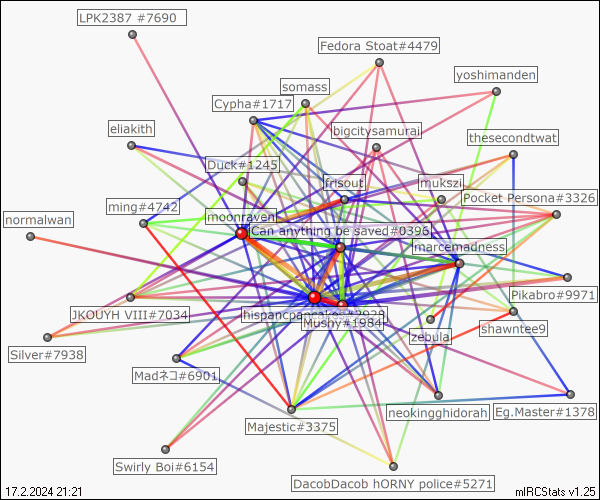 LPK2387 #7690
Fedora Stoat#4479
yoshimanden
somass
Cypha#1717
eliakith
bigcitysamurai
thesecondtwat
Duck#1245
frisouti
mukszi
Pocket Persona#3326
ming#4742
moonraven
normalwan
Can anything be saved#0396
marcemadness
Pikabro#9971
JKOUYH VIII#7034
Mushy#1984
shawntee9
zebula
Silver#7938
Madネコ#6901
neokingghidorah
Eg.Master#1378
Majestic#3375
Swirly Boi#6154
DacobDacob hORNY police#5271
17.2.2024 21:21
mIRCStats v1.25